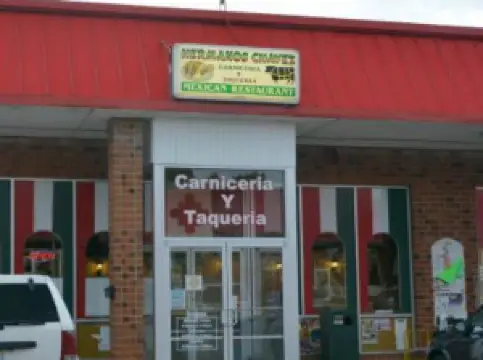 HERMANOS CHAVEZ
CARNICERIA
Y
TAQUERIA
MEXICAN RESTAURANT
Carniceria
Y
Taqueria